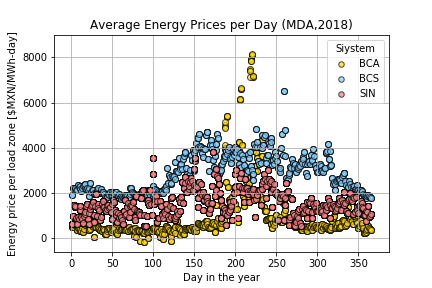 Average Energy Prices per Day (MDA,2018)
Energy price per load zone [$MXN/MWh-day]
8000
6000
4000
2000
0
Siystem
BCA
BCS
SIN
0 50 100 150 200 250 300 350
Day in the year